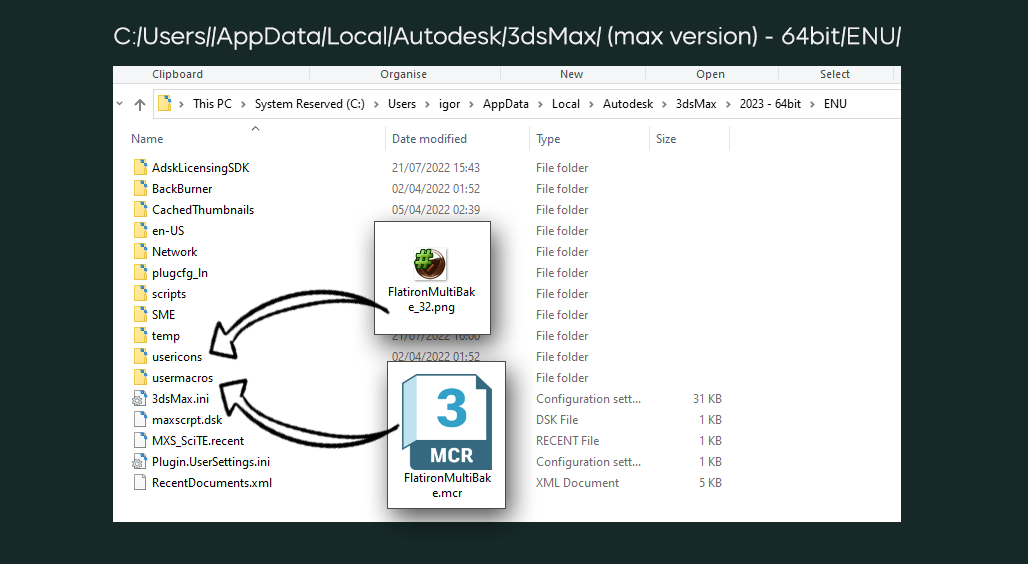 C:/Users//AppData/Local/Autodesk/3dsMax/ (max version) - 64bit/ENU/
Clipboard Organise New Open Select
This PC > System Reserved (C:) > Users > igor > AppData > Local > Autodesk > 3dsMax > 2023 - 64bit > ENU
Name Date modified Type Size
AdskLicensingSDK 21/07/2022 15:43 File folder
BackBurner 02/04/2022 01:52 File folder
CachedThumbnails 05/04/2022 02:39 File folder
en-US File folder
Network File folder
plugcfg_ln File folder
scripts File folder
SME File folder
temp 21/07/2022 16:00 File folder
usericons 02/04/2022 01:52 File folder
usermacros File folder
3dsMax.ini Configuration sett... 31 KB
maxscrpt.dsk DSK File 1 KB
MXS_SciTE.recent RECENT File 1 KB
Plugin.UserSettings.ini Configuration sett... 1 KB
RecentDocuments.xml XML Document 5 KB
#
FlatironMultiBak
e_32.png
3
MCR
FlatironMultiBak
e.mcr